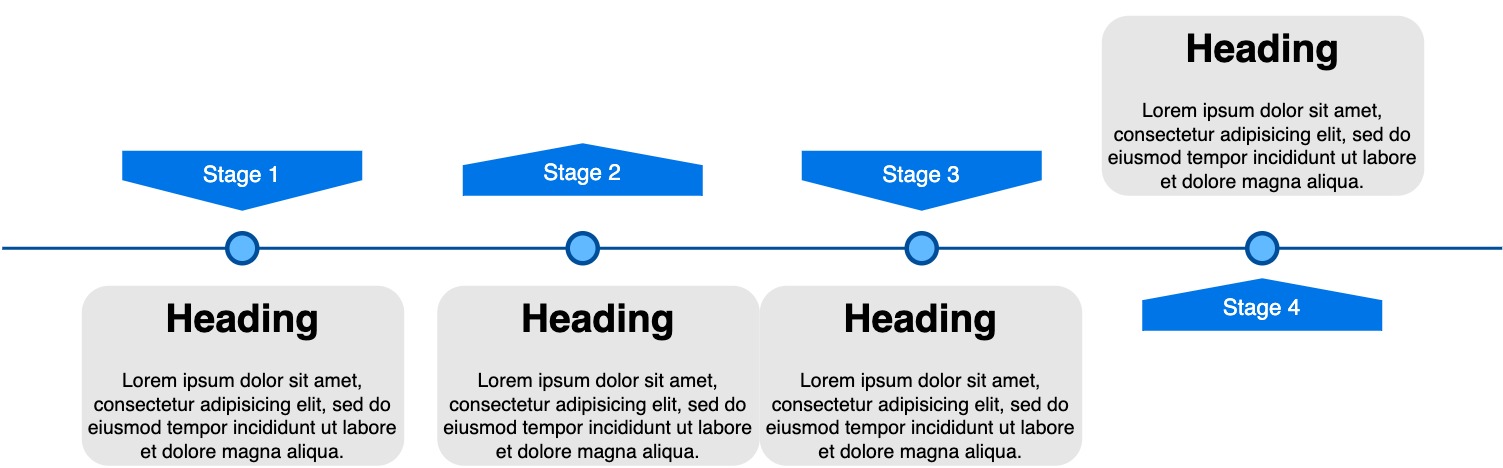 Stage 1
Heading
Lorem ipsum dolor sit amet,
consectetur adipisicing elit, sed do
eiusmod tempor incididunt ut labore
et dolore magna aliqua.
Stage 2
Heading
Lorem ipsum dolor sit amet,
consectetur adipisicing elit, sed do
eiusmod tempor incididunt ut labore
et dolore magna aliqua.
Stage 3
Heading
Lorem ipsum dolor sit amet,
consectetur adipisicing elit, sed do
eiusmod tempor incididunt ut labore
et dolore magna aliqua.
Heading
Lorem ipsum dolor sit amet,
consectetur adipisicing elit, sed do
eiusmod tempor incididunt ut labore
et dolore magna aliqua.
Stage 4